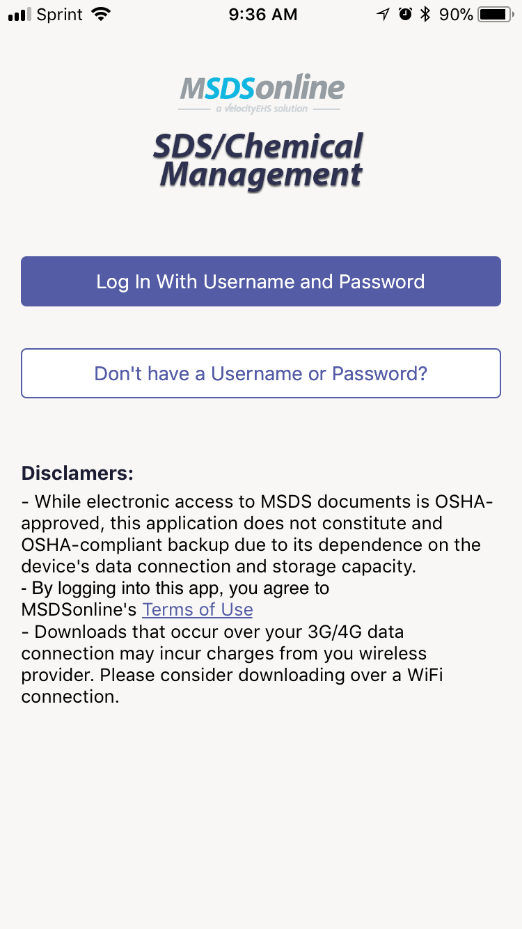 Sprint 9:36 AM 90%
MSDSonline
a VelocityEHS solution
SDS/Chemical
Management
Log In With Username and Password
Don't have a Username or Password?
Disclamers:
- While electronic access to MSDS documents is OSHA-
approved, this application does not constitute and
OSHA-compliant backup due to its dependence on the
device's data connection and storage capacity.
- By logging into this app, you agree to
MSDSonline's Terms of Use
- Downloads that occur over your 3G/4G data
connection may incur charges from you wireless
provider. Please consider downloading over a WiFi
connection.